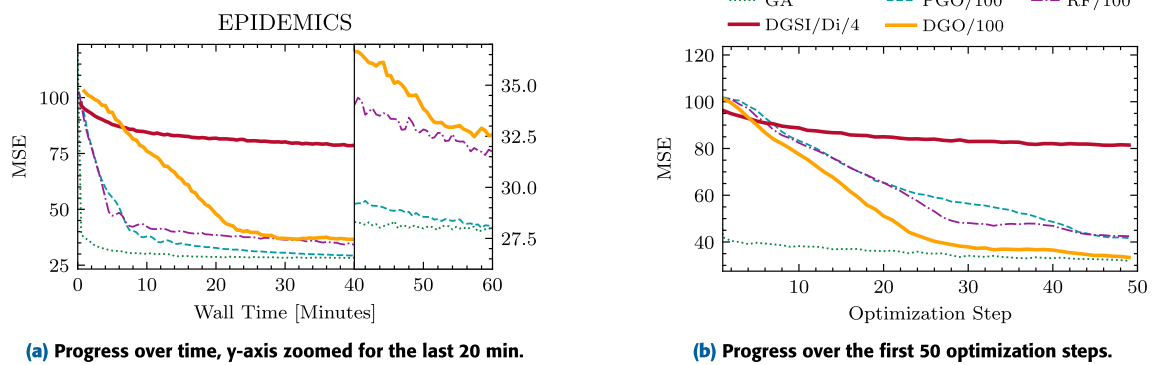 EPIDEMICS
MSE
100
75
50
25
35.0
32.5
30.0
27.5
0 10 20 30 40 50 60
Wall Time [Minutes]
(a) Progress over time, y-axis zoomed for the last 20 min.
GA PGO/100 RF/100
DGSI/Di/4 DGO/100
MSE
120
100
80
60
40
10 20 30 40 50
Optimization Step
(b) Progress over the first 50 optimization steps.